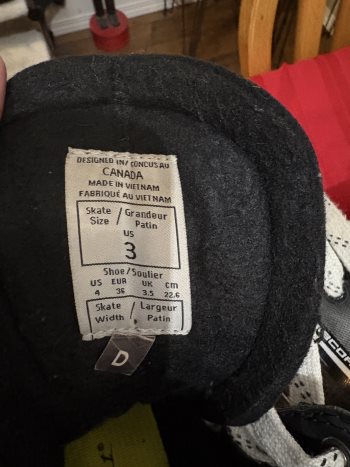 DESIGNED IN/CONCUS AU
CANADA
MADE IN VIETNAM
FABRIQUÉ AU VIETNAM
Skate / Grandeur
Size / Patin
US
3
Shoe/Soulier
US EUR UK cm
4 36 3.5 22.6
Skate / Largeur
Width / Patin
D